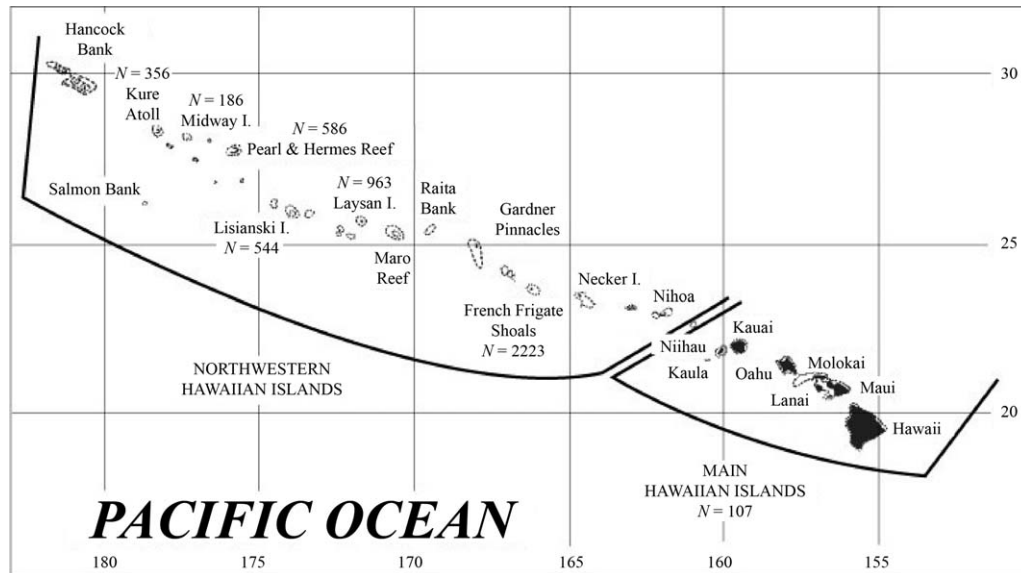 Hancock
Bank
N = 356
Kure
Atoll
N = 186
Midway I.
N = 586
Pearl & Hermes Reef
Salmon Bank
Lisianski I.
N = 544
N = 963
Laysan I.
Maro
Reef
Raita
Bank
Gardner
Pinnacles
French Frigate
Shoals
N = 2223
Necker I.
Nihoa
Niihau
Kaula
Kauai
Oahu
Molokai
Lanai
Maui
Hawaii
NORTHWESTERN
HAWAIIAN ISLANDS
MAIN
HAWAIIAN ISLANDS
N = 107
PACIFIC OCEAN
30
25
20
180
175
170
165
160
155